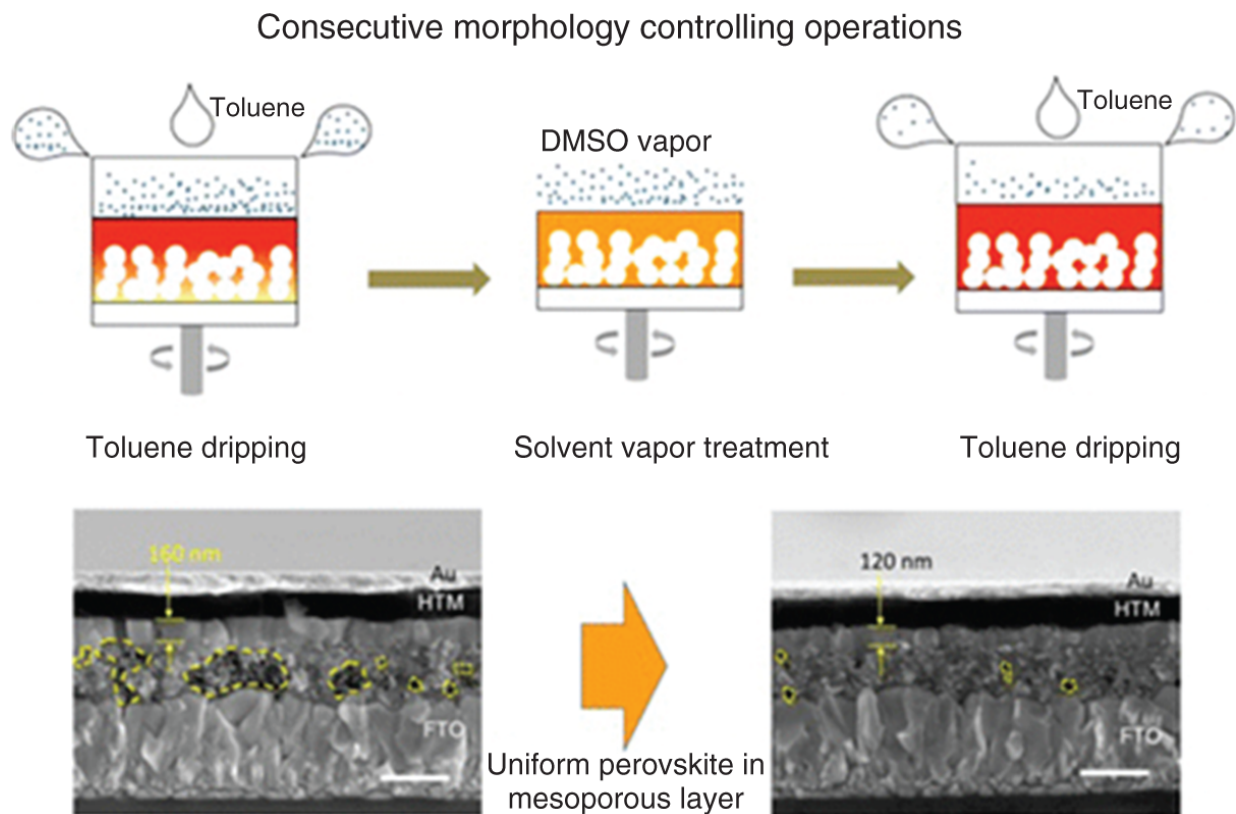 Consecutive morphology controlling operations
Toluene
DMSO vapor
Toluene
Toluene dripping
Solvent vapor treatment
Toluene dripping
160 nm
Au
HTM
FTO
Uniform perovskite in
mesoporous layer
120 nm
Au
HTM
FTO